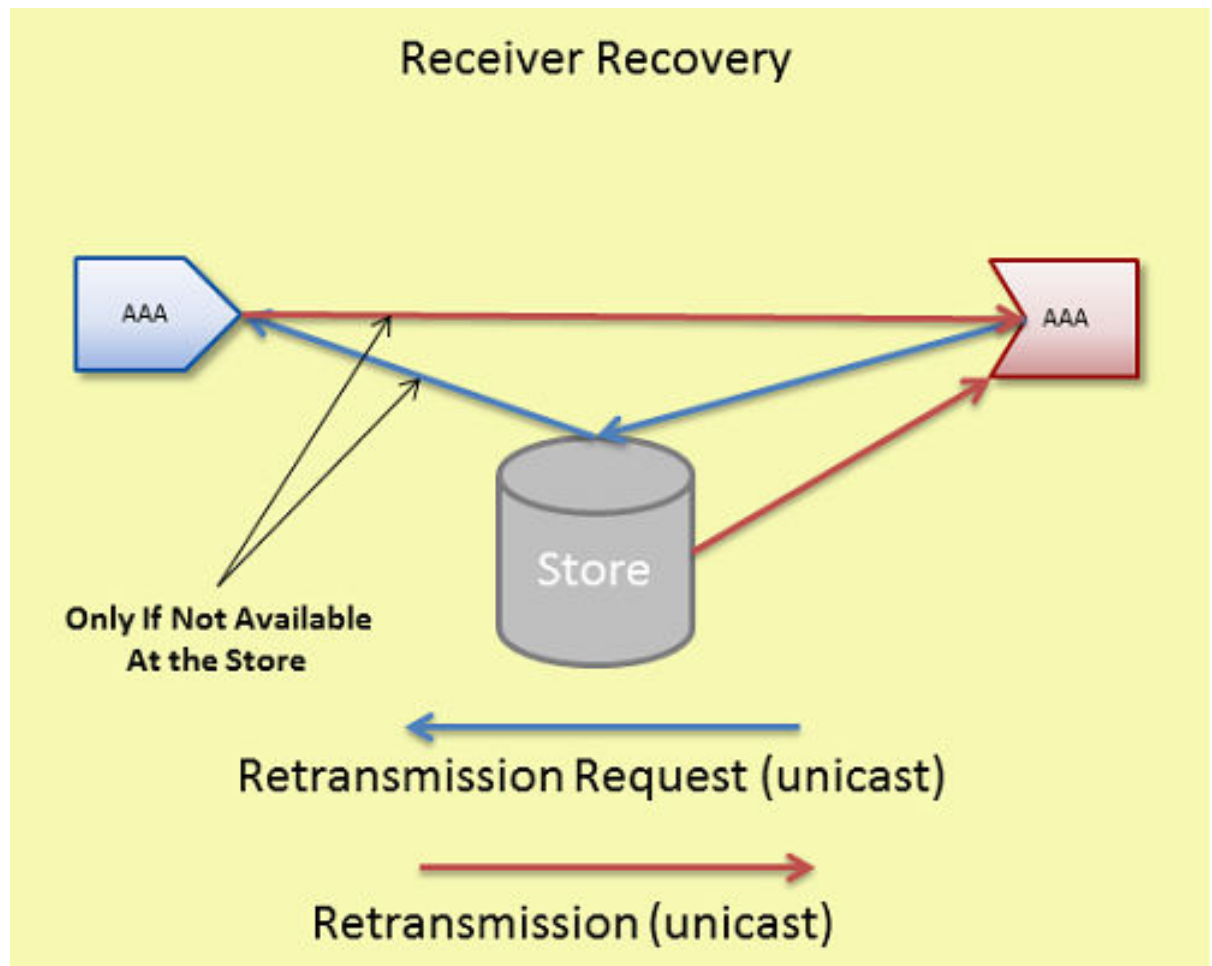 Receiver Recovery
AAA
AAA
Store
Only If Not Available
At the Store
Retransmission Request (unicast)
Retransmission (unicast)